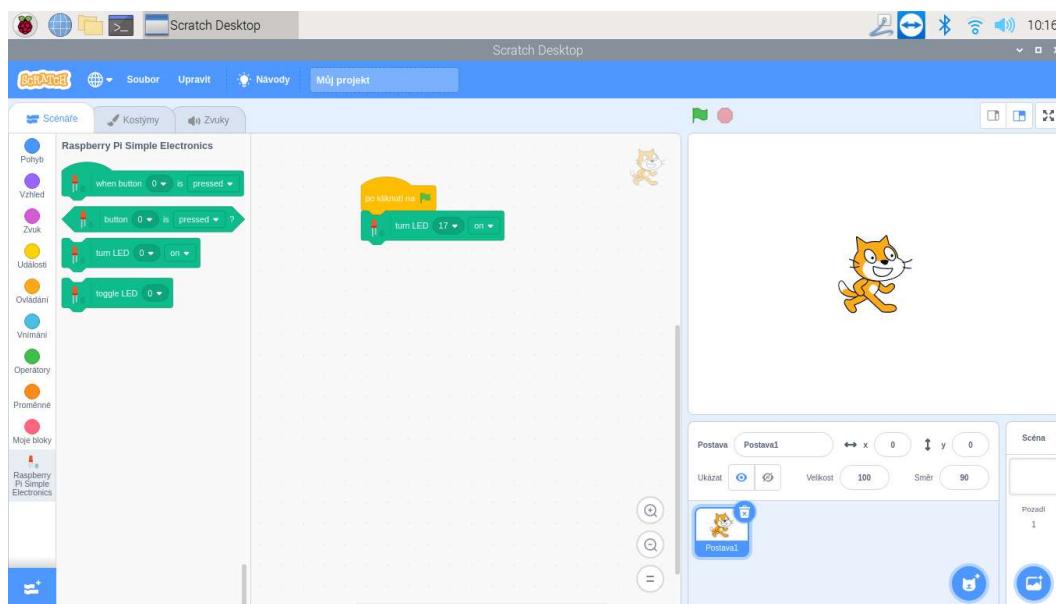 Scratch Desktop
10:16
Scratch Desktop
SCRATCH
Soubor
Upravit
Návody
Můj projekt
Scénáře
Kostýmy
Zvuky
Pohyb
Vzhled
Zvuk
Události
Ovládání
Vnímání
Operátory
Proměnné
Moje bloky
Raspberry
Pi Simple
Electronics
Raspberry Pi Simple Electronics
when button 0 is pressed
button 0 is pressed ?
turn LED 0 on
toggle LED 0
po kliknutí na
turn LED 17 on
Postava Postava1 x 0 y 0
Ukázat Velikost 100 Směr 90
Postava1
Scéna
Pozadí
1